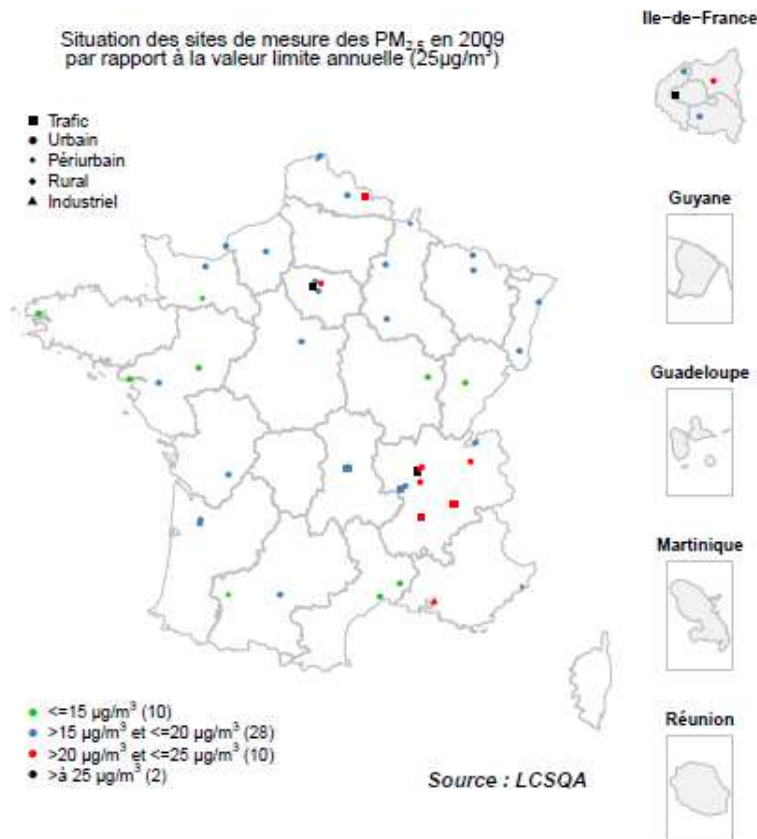 Situation des sites de mesure des PM2,5 en 2009
par rapport à la valeur limite annuelle (25µg/m³)
Trafic
Urbain
Périurbain
Rural
Industriel
Ile−de−France
Guyane
Guadeloupe
Martinique
Réunion
<=15 µg/m³ (10)
>15 µg/m³ et <=20 µg/m³ (28)
>20 µg/m³ et <=25 µg/m³ (10)
>à 25 µg/m³ (2)
Source : LCSQA